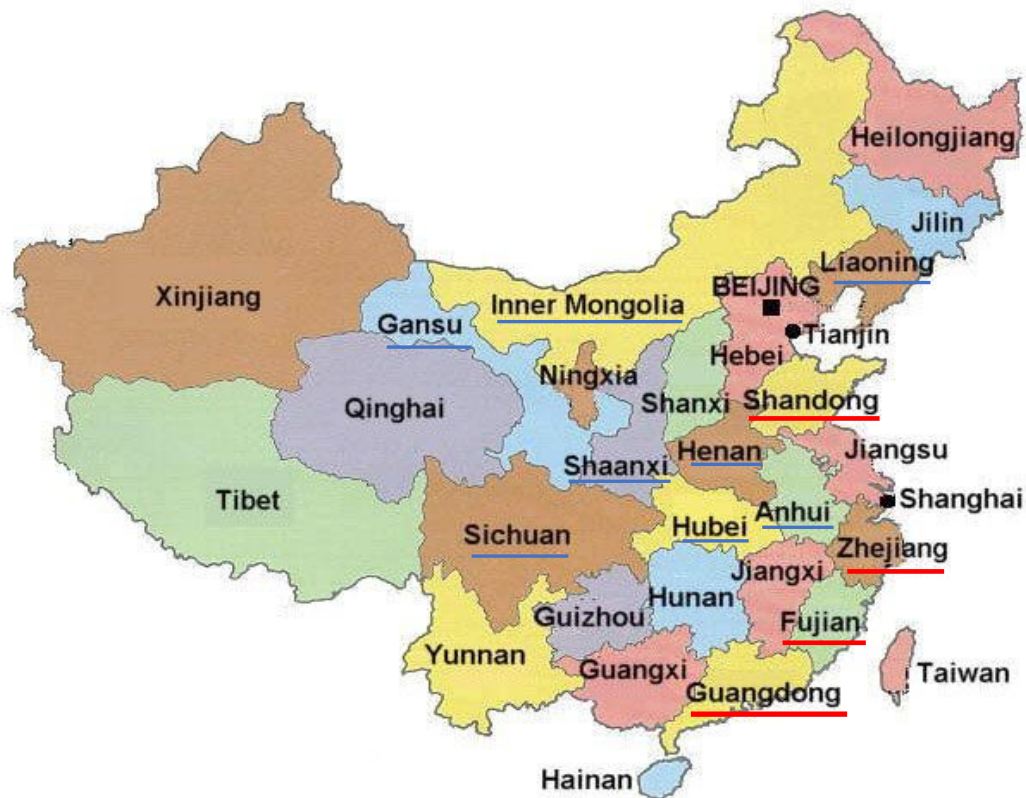 Heilongjiang
Jilin
Liaoning
BEIJING
Xinjiang
Inner Mongolia
Gansu
Tianjin
Hebei
Ningxia
Shanxi
Shandong
Qinghai
Henan
Jiangsu
Shaanxi
Tibet
Shanghai
Anhui
Hubei
Sichuan
Zhejiang
Jiangxi
Hunan
Guizhou
Fujian
Yunnan
Guangxi
Taiwan
Guangdong
Hainan